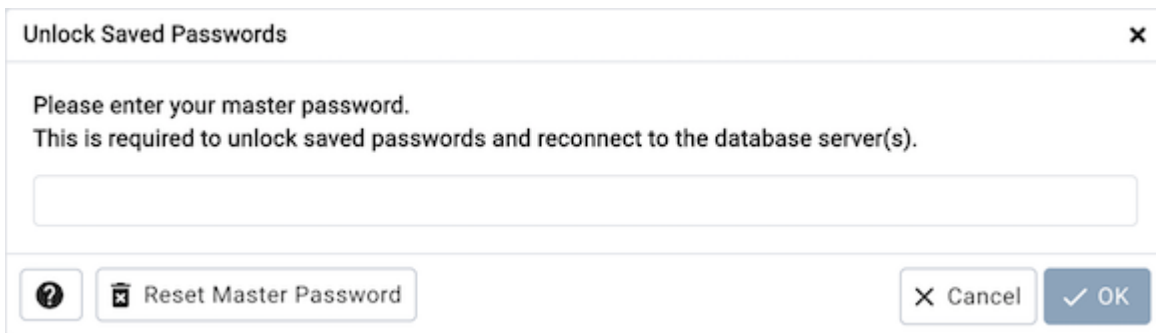 Unlock Saved Passwords
Please enter your master password.
This is required to unlock saved passwords and reconnect to the database server(s).
Reset Master Password
Cancel
OK